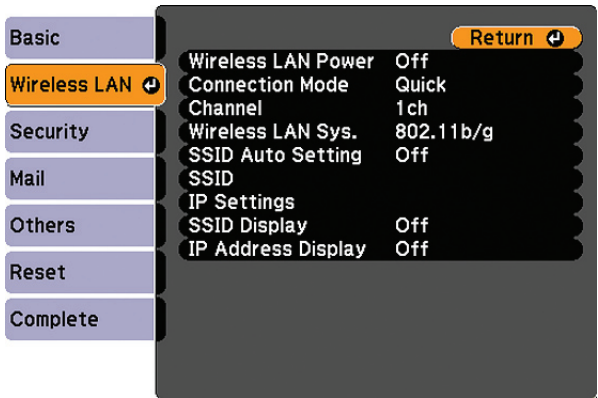 Basic
Wireless LAN
Security
Mail
Others
Reset
Complete
Return
Wireless LAN Power Off
Connection Mode Quick
Channel 1ch
Wireless LAN Sys. 802.11b/g
SSID Auto Setting Off
SSID
IP Settings
SSID Display Off
IP Address Display Off